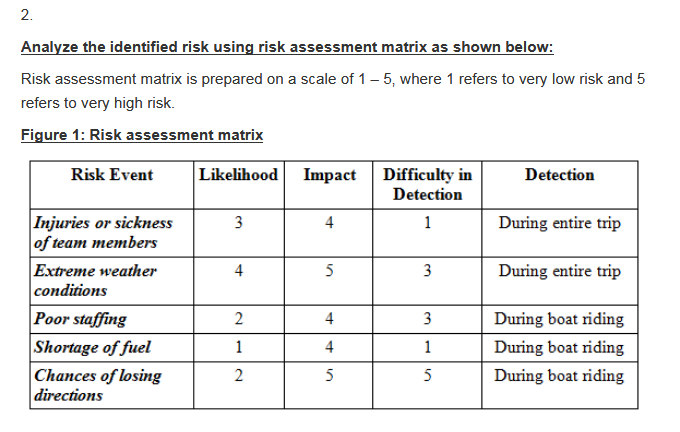 2.
Analyze the identified risk using risk assessment matrix as shown below:
Risk assessment matrix is prepared on a scale of 1 – 5, where 1 refers to very low risk and 5
refers to very high risk.
Figure 1: Risk assessment matrix
Risk Event Likelihood Impact Difficulty in Detection
Detection
Injuries or sickness 3 4 1 During entire trip
of team members
Extreme weather 4 5 3 During entire trip
conditions
Poor staffing 2 4 3 During boat riding
Shortage of fuel 1 4 1 During boat riding
Chances of losing 2 5 5 During boat riding
directions